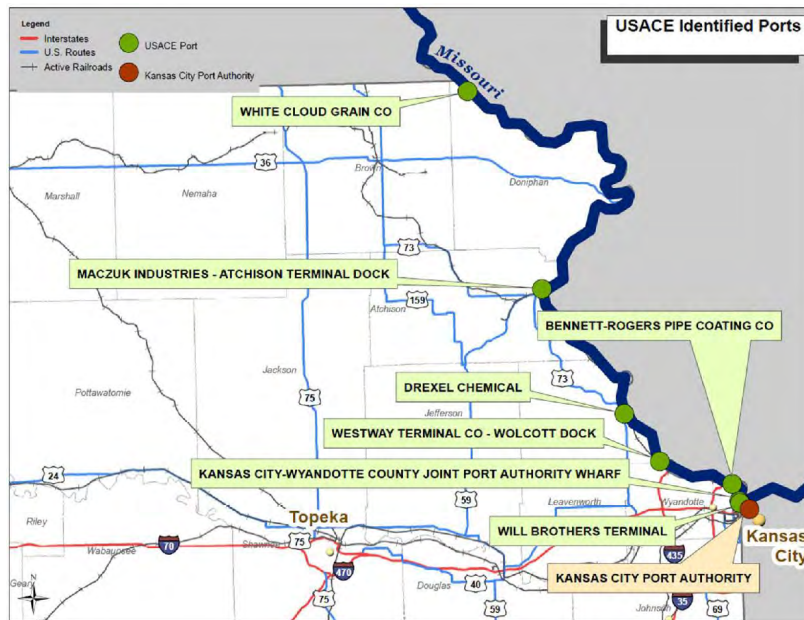 USACE Identified Ports
Legend
Interstates
U.S. Routes
Active Railroads
USACE Port
Kansas City Port Authority
Missouri
WHITE CLOUD GRAIN CO
36
Marshall
Nemaha
Brown
Doniphan
73
MACZUK INDUSTRIES - ATCHISON TERMINAL DOCK
159
Atchison
BENNETT-ROGERS PIPE COATING CO
Jackson
73
Pottawatomie
75
DREXEL CHEMICAL
Jefferson
WESTWAY TERMINAL CO - WOLCOTT DOCK
KANSAS CITY-WYANDOTTE COUNTY JOINT PORT AUTHORITY WHARF
24
59
Leavenworth
Wyandotte
Riley
Topeka
WILL BROTHERS TERMINAL
Kansas
City
75
70
Wabaunsee
Shawnee
435
470
KANSAS CITY PORT AUTHORITY
Geary
N
Douglas
40
75
59
Johnson
35
69